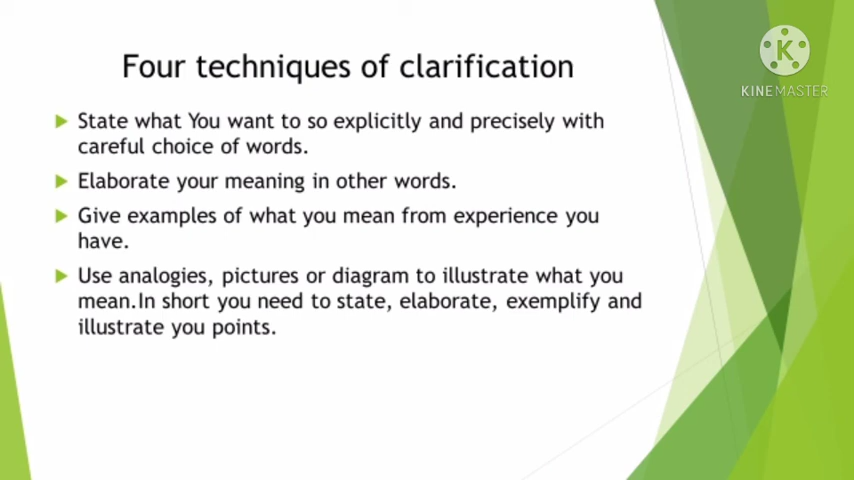 Four techniques of clarification
KINEMASTER
State what You want to so explicitly and precisely with
careful choice of words.
Elaborate your meaning in other words.
Give examples of what you mean from experience you
have.
Use analogies, pictures or diagram to illustrate what you
mean.In short you need to state, elaborate, exemplify and
illustrate you points.